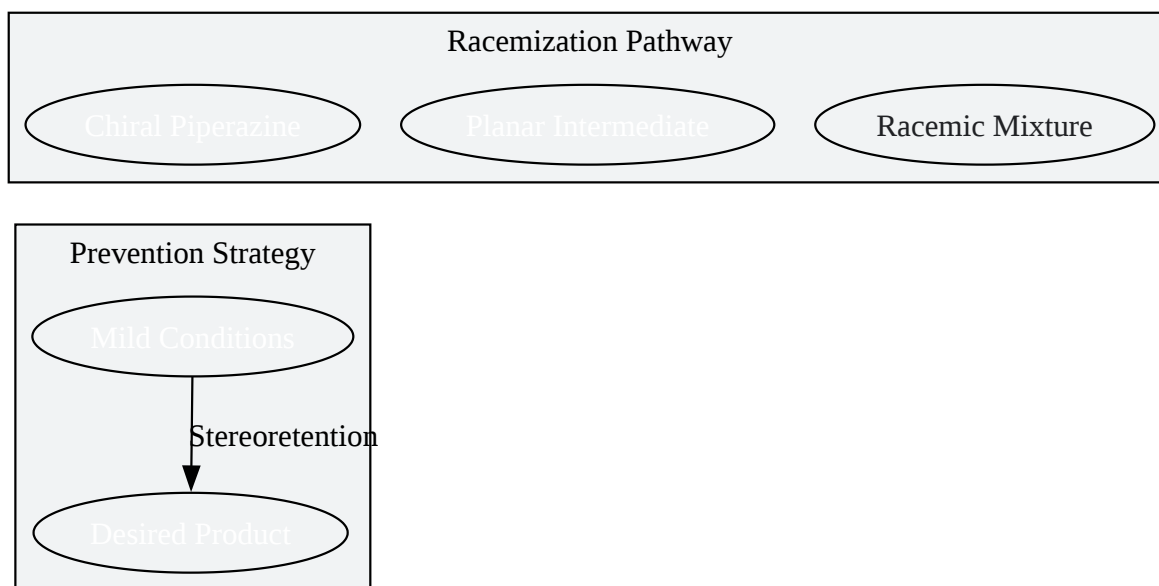 Racemization Pathway
Chiral Piperazine
Planar Intermediate
Racemic Mixture
Prevention Strategy
Mild Conditions
Stereoretention
Desired Product